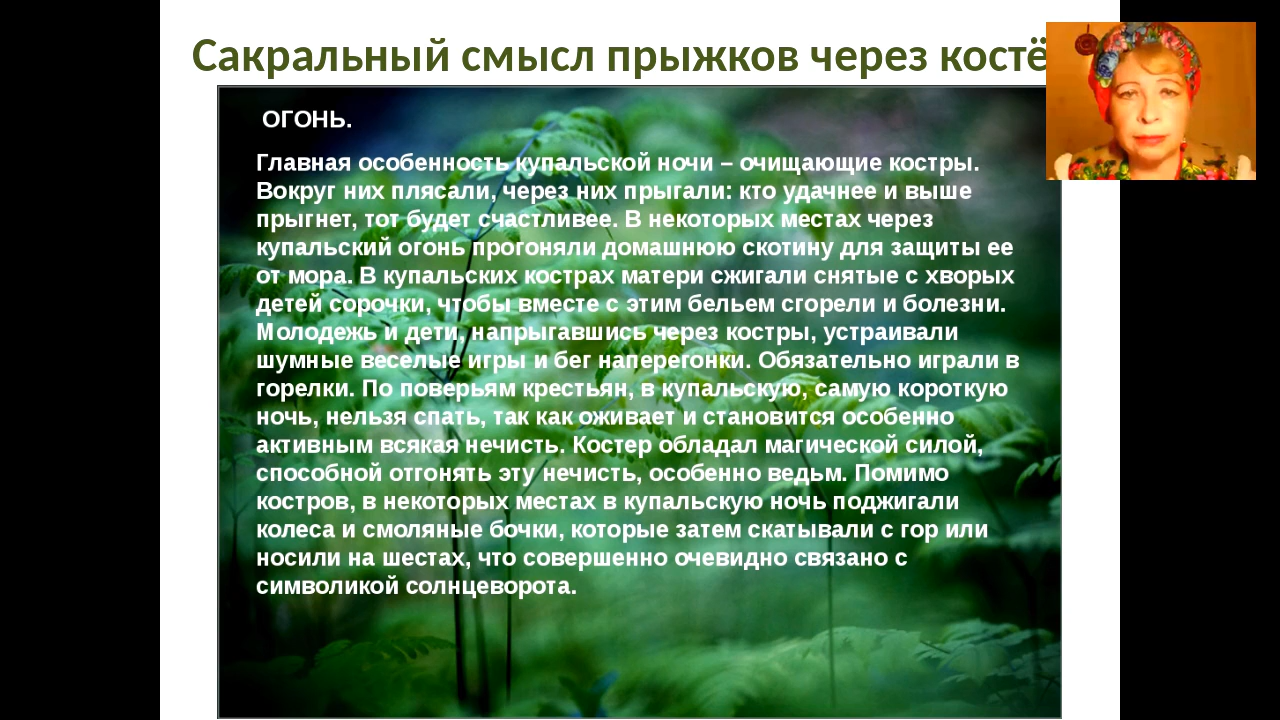 Сакральный смысл прыжков через костё
ОГОНЬ.
Главная особенность купальской ночи – очищающие костры.
Вокруг них плясали, через них прыгали: кто удачнее и выше
прыгнет, тот будет счастливее. В некоторых местах через
купальский огонь прогоняли домашнюю скотину для защиты ее
от мора. В купальских кострах матери сжигали снятые с хворых
детей сорочки, чтобы вместе с этим бельем сгорели и болезни.
Молодежь и дети, напрыгавшись через костры, устраивали
шумные веселые игры и бег наперегонки. Обязательно играли в
горелки. По поверьям крестьян, в купальскую, самую короткую
ночь, нельзя спать, так как оживает и становится особенно
активным всякая нечисть. Костер обладал магической силой,
способной отгонять эту нечисть, особенно ведьм. Помимо
костров, в некоторых местах в купальскую ночь поджигали
колеса и смоляные бочки, которые затем скатывали с гор или
носили на шестах, что совершенно очевидно связано с
символикой солнцеворота.